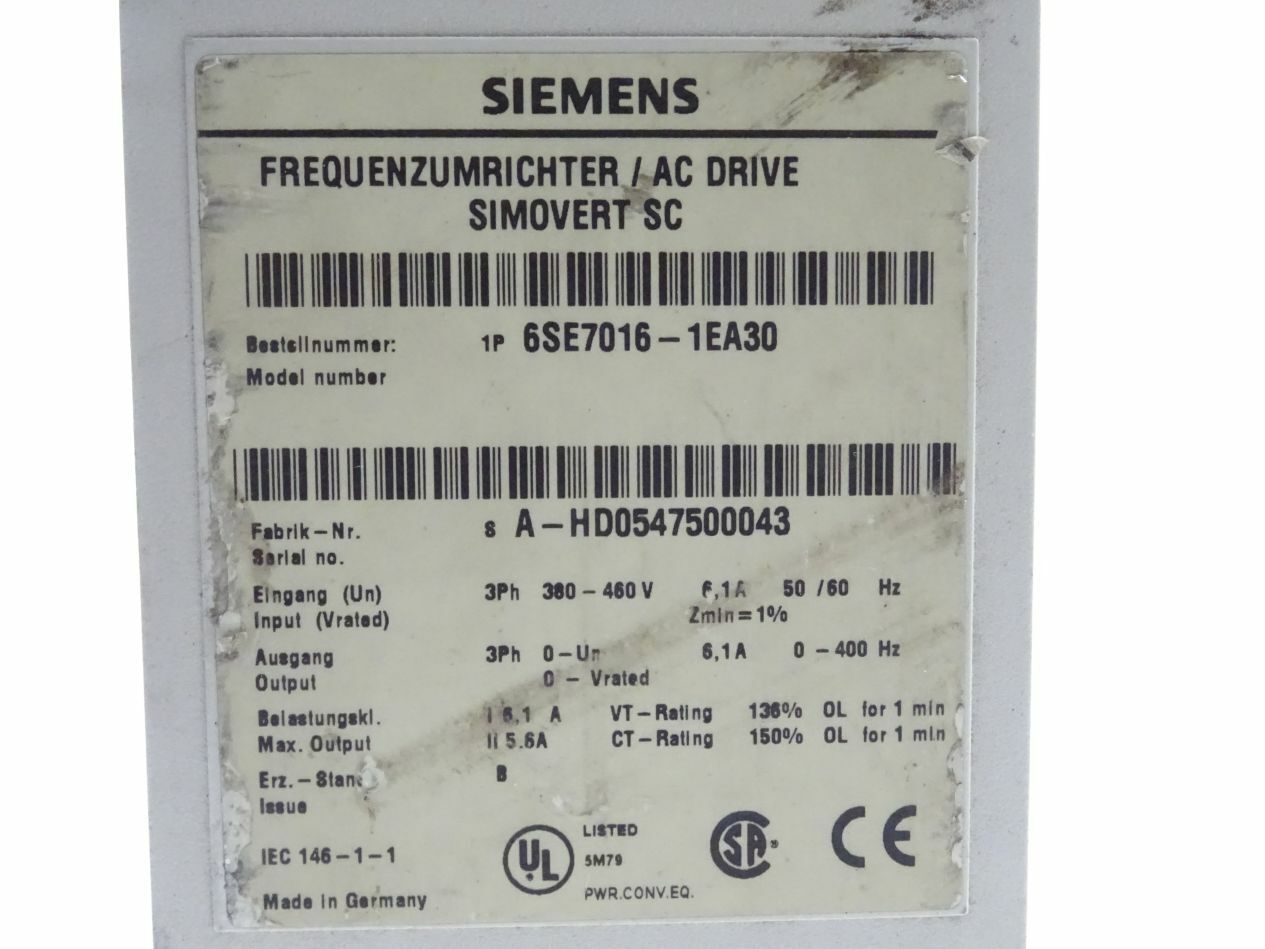 SIEMENS
FREQUENZUMRICHTER / AC DRIVE
SIMOVERT SC
Bestellnummer: 1P 6SE7016-1EA30
Model number
Fabrik-Nr. S A-HD0547500043
Serial no.
Eingang (Un) 3Ph 380-460 V 6,1A 50 /60 Hz
Input (Vrated) Zmin=1%
Ausgang 3Ph 0-Un 6,1A 0-400 Hz
Output 0 - Vrated
Belastungskl. I 6,1 A VT-Rating 136% OL for 1 min
Max. Output II 5.6A CT-Rating 150% OL for 1 min
Erz.-Stand B
Issue
IEC 146-1-1
UL LISTED
5M79
PWR.CONV.EQ.
SA CE
Made in Germany